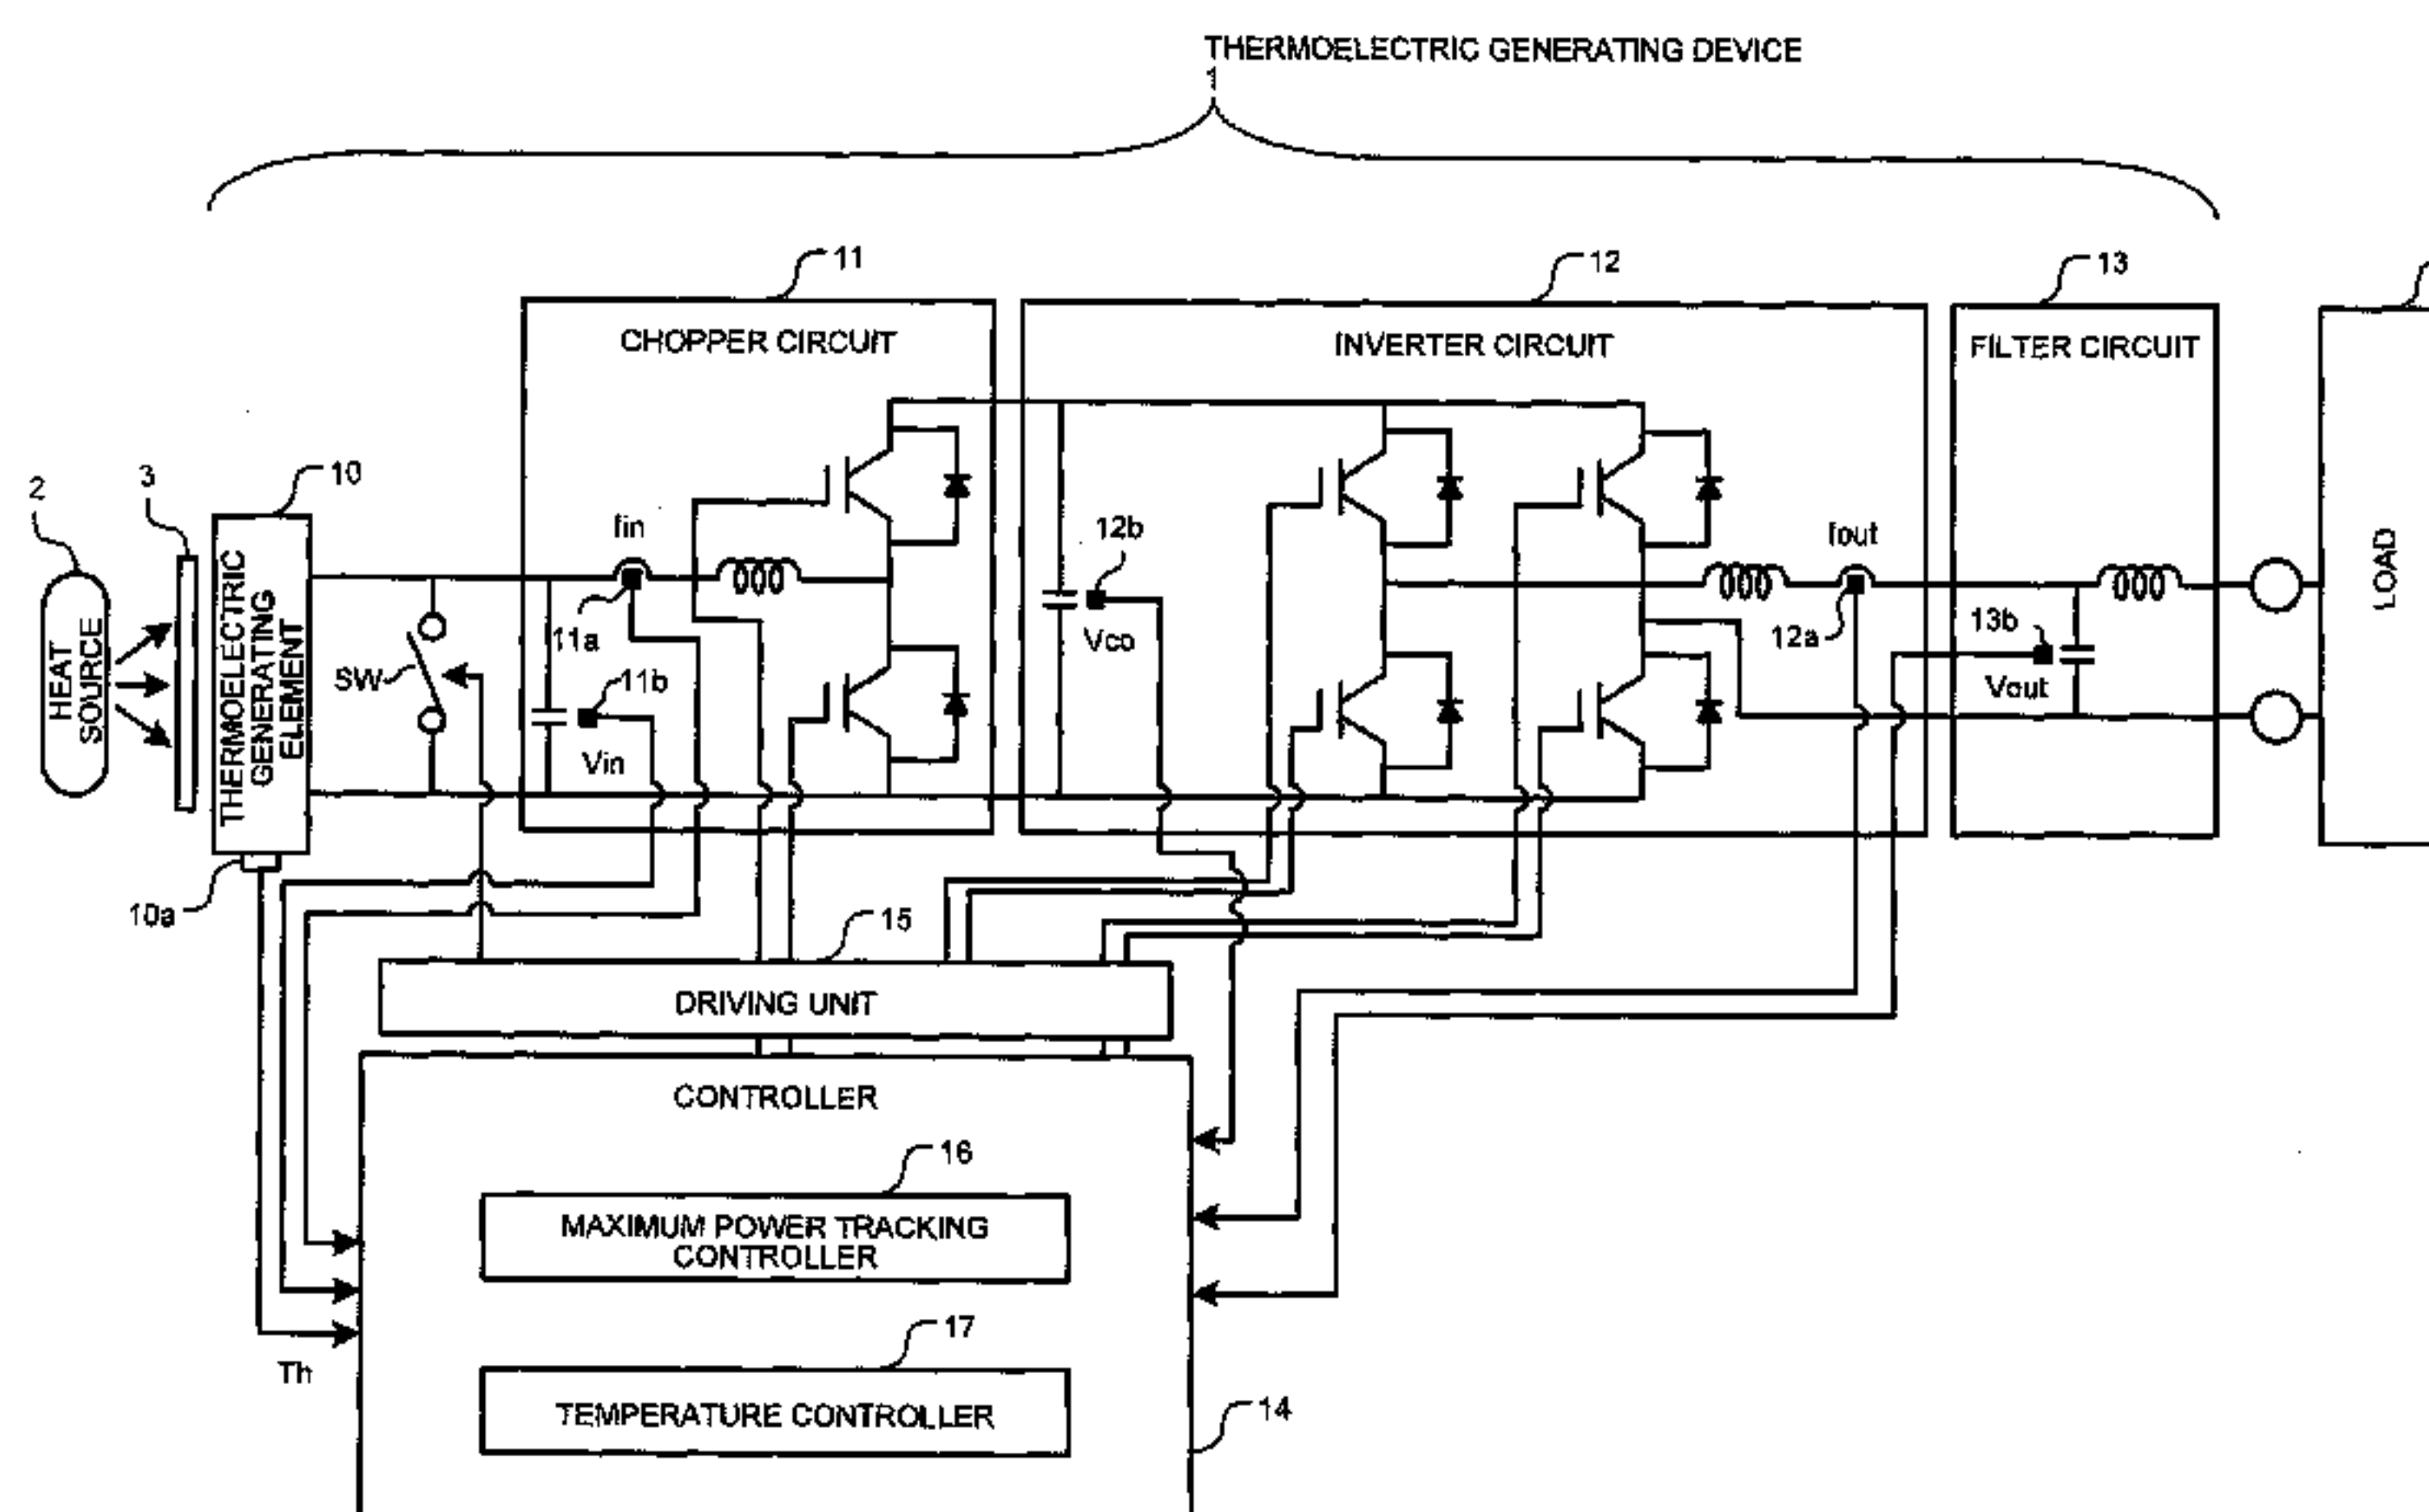 THERMOELECTRIC GENERATING DEVICE
1
11
12
13
CHOPPER CIRCUIT
INVERTER CIRCUIT
FILTER CIRCUIT
2
3
10
HEAT
SOURCE
THERMOELECTRIC
GENERATING
ELEMENT
SW
Iin
11a
11b
Vin
12b
Vco
Iout
12a
13b
Vout
LOAD
10a
15
DRIVING UNIT
CONTROLLER
16
MAXIMUM POWER TRACKING
CONTROLLER
17
Th
TEMPERATURE CONTROLLER
14